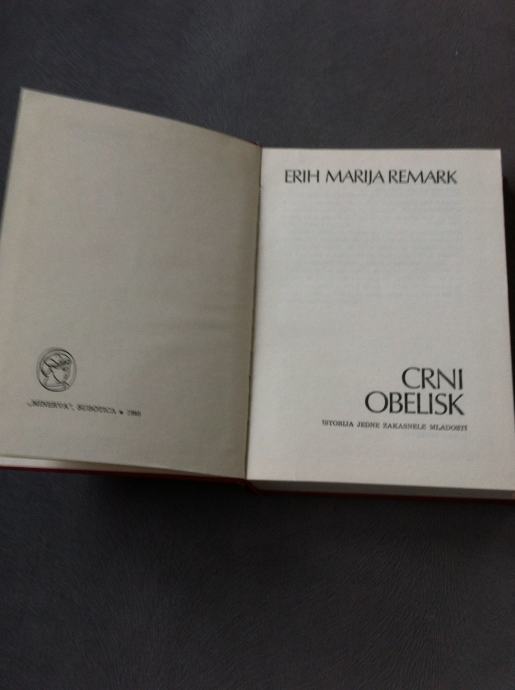 „MINERVA”, SUBOTICA ★
ERIH MARIJA REMARK
CRNI
OBELISK
ISTORIJA JEDNE ZAKASNELE MLADOSTI